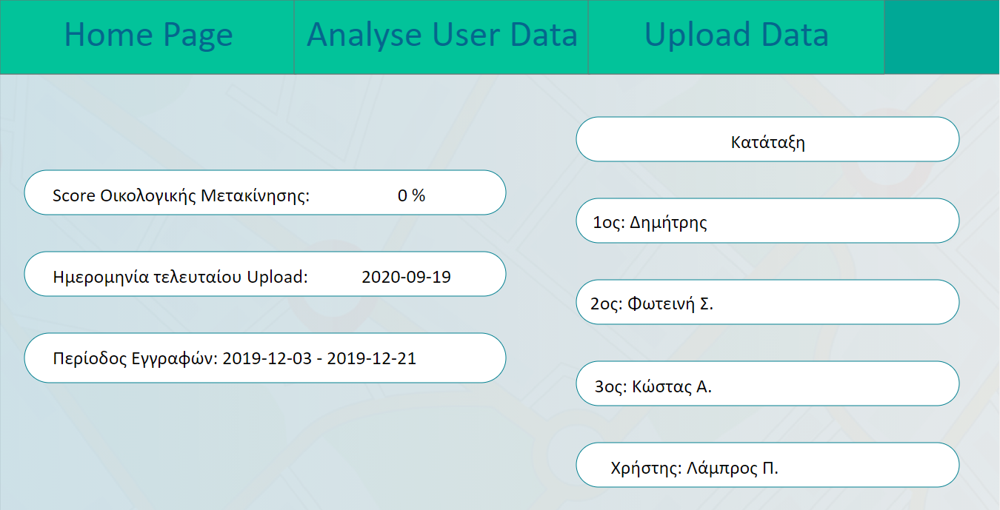 Home Page
Analyse User Data
Upload Data
Score Οικολογικής Μετακίνησης: 0 %
Ημερομηνία τελευταίου Upload: 2020-09-19
Περίοδος Εγγραφών: 2019-12-03 - 2019-12-21
Κατάταξη
1ος: Δημήτρης
2ος: Φωτεινή Σ.
3ος: Κώστας Α.
Χρήστης: Λάμπρος Π.